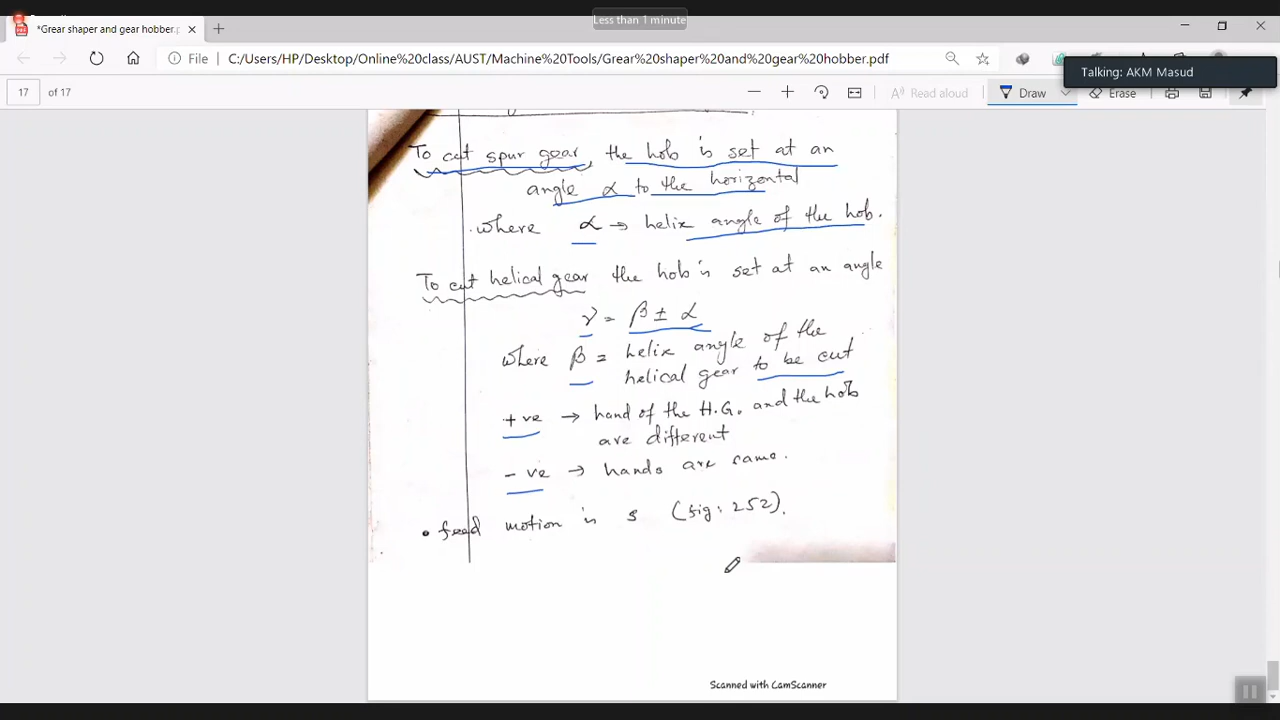 Less than 1 minute
*Grear shaper and gear hobber.p
File
C:/Users/HP/Desktop/Online%20class/AUST/Machine%20Tools/Grear%20shaper%20and%20gear%20hobber.pdf
Talking: AKM Masud
17 of 17
Read aloud
Draw
Erase
To cut spur gear, the hob is set at an
angle α to the horizontal
where α → helix angle of the hob.
To cut helical gear the hob is set at an angle
γ = β ± α
where β = helix angle of the
helical gear to be cut
+ve → hand of the H.G. and the hob
are different
- ve → hands are same.
• feed motion is s (fig: 252).
Scanned with CamScanner